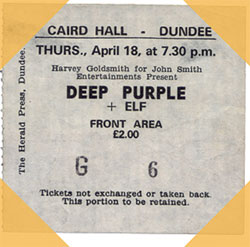 CAIRD HALL - DUNDEE
THURS., April 18, at 7.30 p.m.
Harvey Goldsmith for John Smith
Entertainments Present
DEEP PURPLE
+ ELF
FRONT AREA
£2.00
G 6
Tickets not exchanged or taken back.
This portion to be retained.
The Herald Press, Dundee.